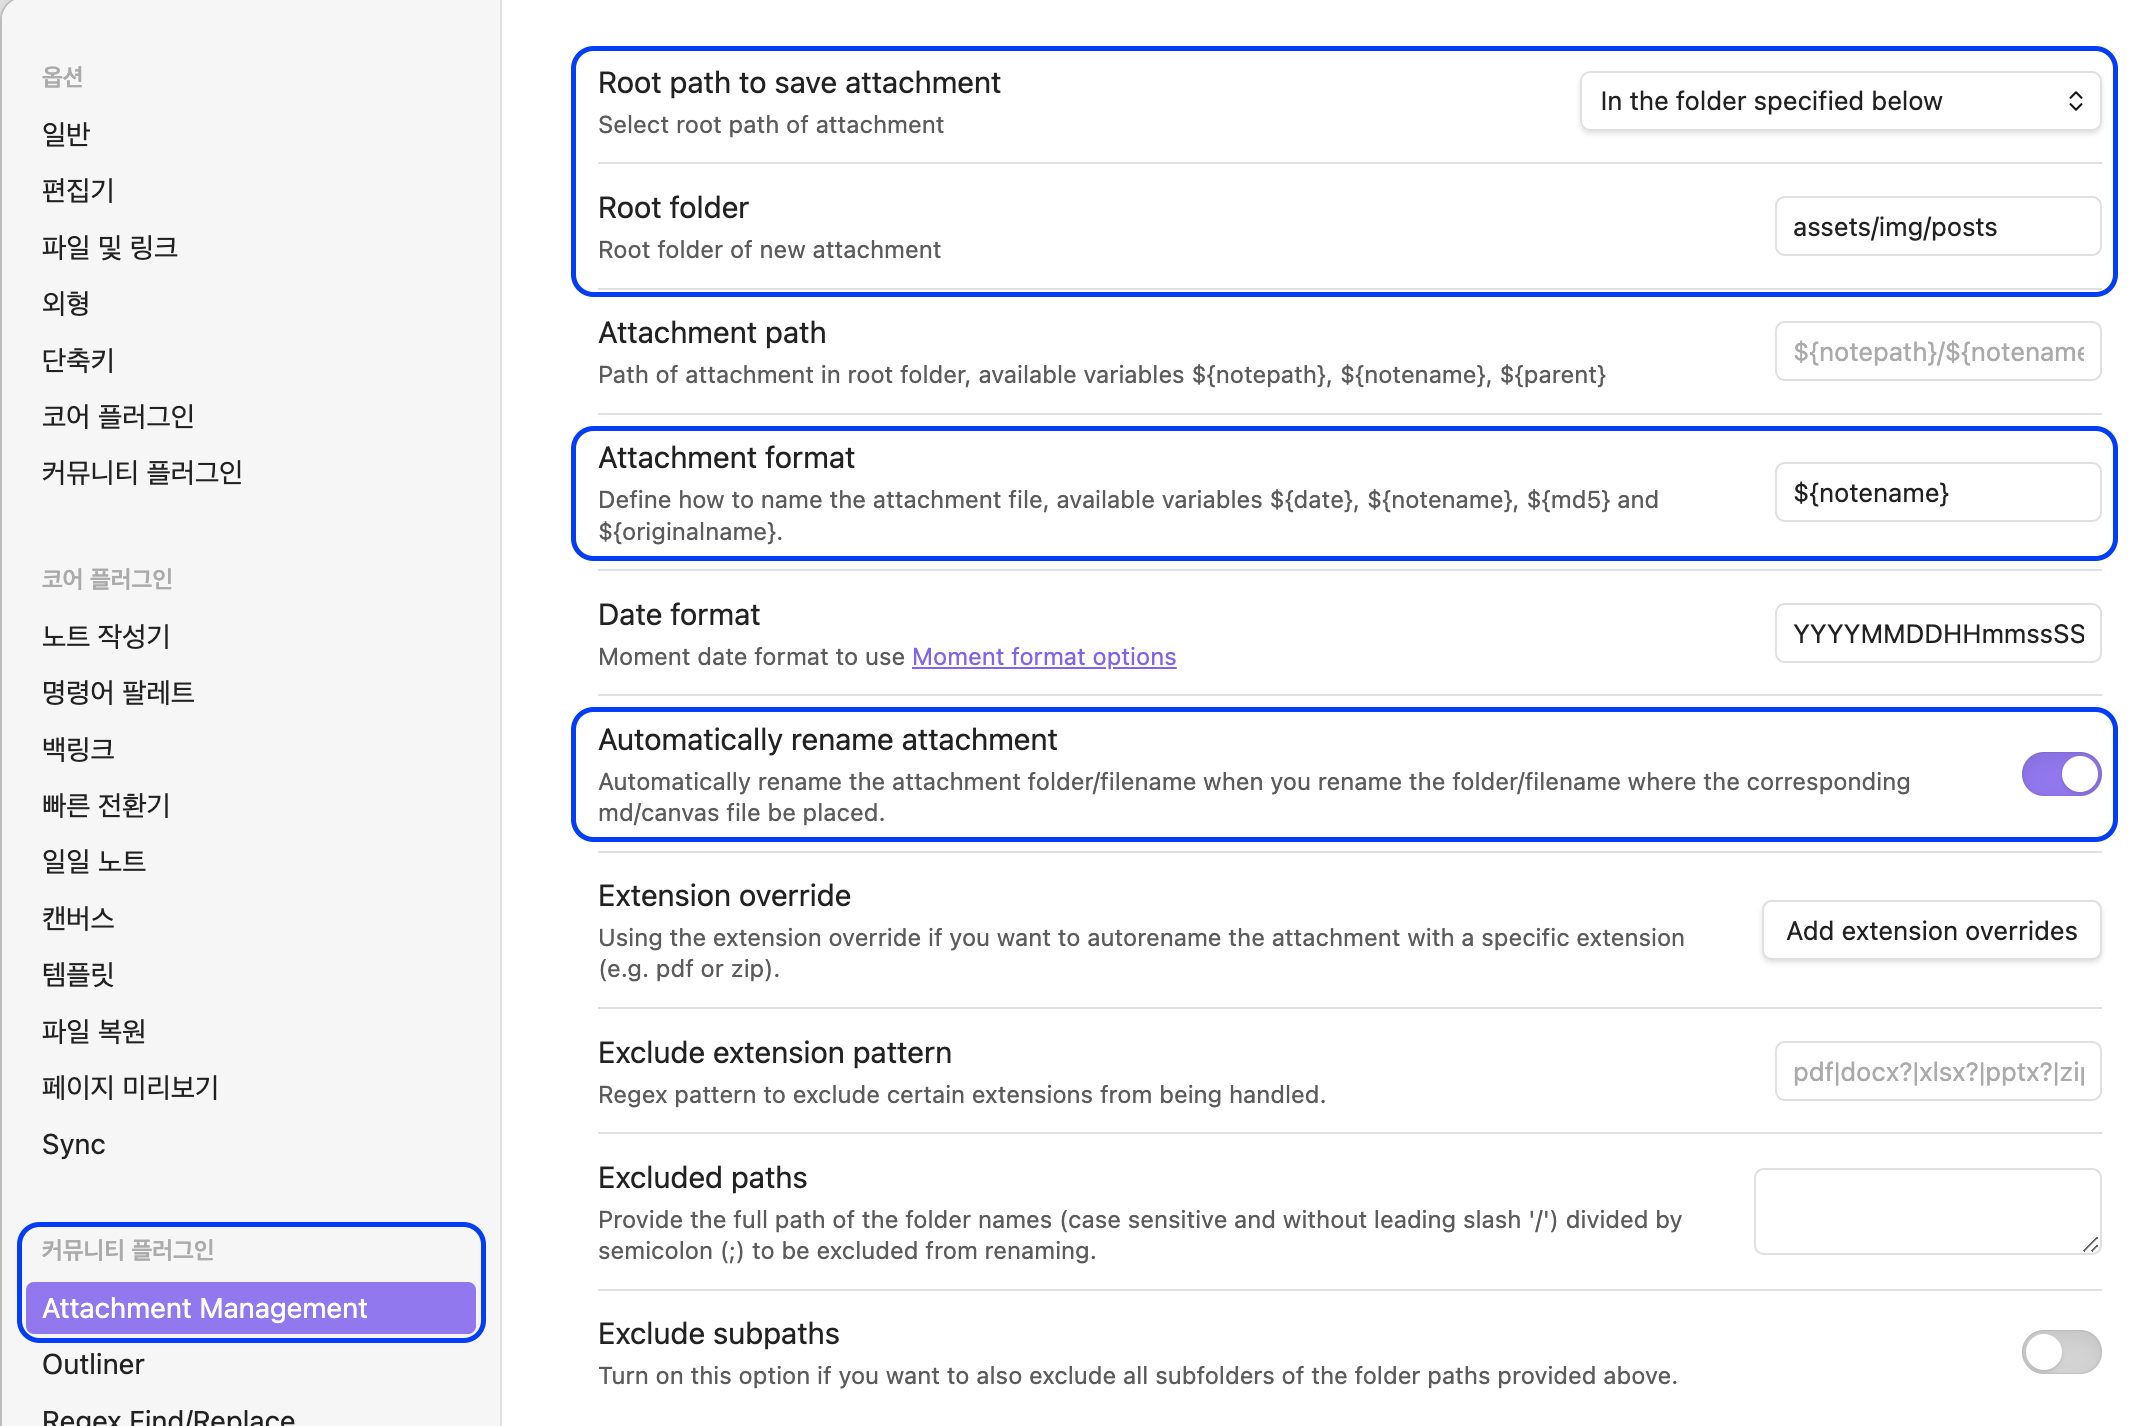 옵션
일반
편집기
파일 및 링크
외형
단축키
코어 플러그인
커뮤니티 플러그인
코어 플러그인
노트 작성기
명령어 팔레트
백링크
빠른 전환기
일일 노트
캔버스
템플릿
파일 복원
페이지 미리보기
Sync
커뮤니티 플러그인
Attachment Management
Outliner
Regex Find/Replace
Root path to save attachment
Select root path of attachment
In the folder specified below
Root folder
Root folder of new attachment
assets/img/posts
Attachment path
Path of attachment in root folder, available variables ${notepath}, ${notename}, ${parent}
${notepath}/${notename
Attachment format
Define how to name the attachment file, available variables ${date}, ${notename}, ${md5} and
${originalname}.
${notename}
Date format
Moment date format to use Moment format options
YYYYMMDDHHmmssSS
Automatically rename attachment
Automatically rename the attachment folder/filename when you rename the folder/filename where the corresponding
md/canvas file be placed.
Extension override
Using the extension override if you want to autorename the attachment with a specific extension
(e.g. pdf or zip).
Add extension overrides
Exclude extension pattern
Regex pattern to exclude certain extensions from being handled.
pdf|docx?|xlsx?|pptx?|zip
Excluded paths
Provide the full path of the folder names (case sensitive and without leading slash '/') divided by
semicolon (;) to be excluded from renaming.
Exclude subpaths
Turn on this option if you want to also exclude all subfolders of the folder paths provided above.